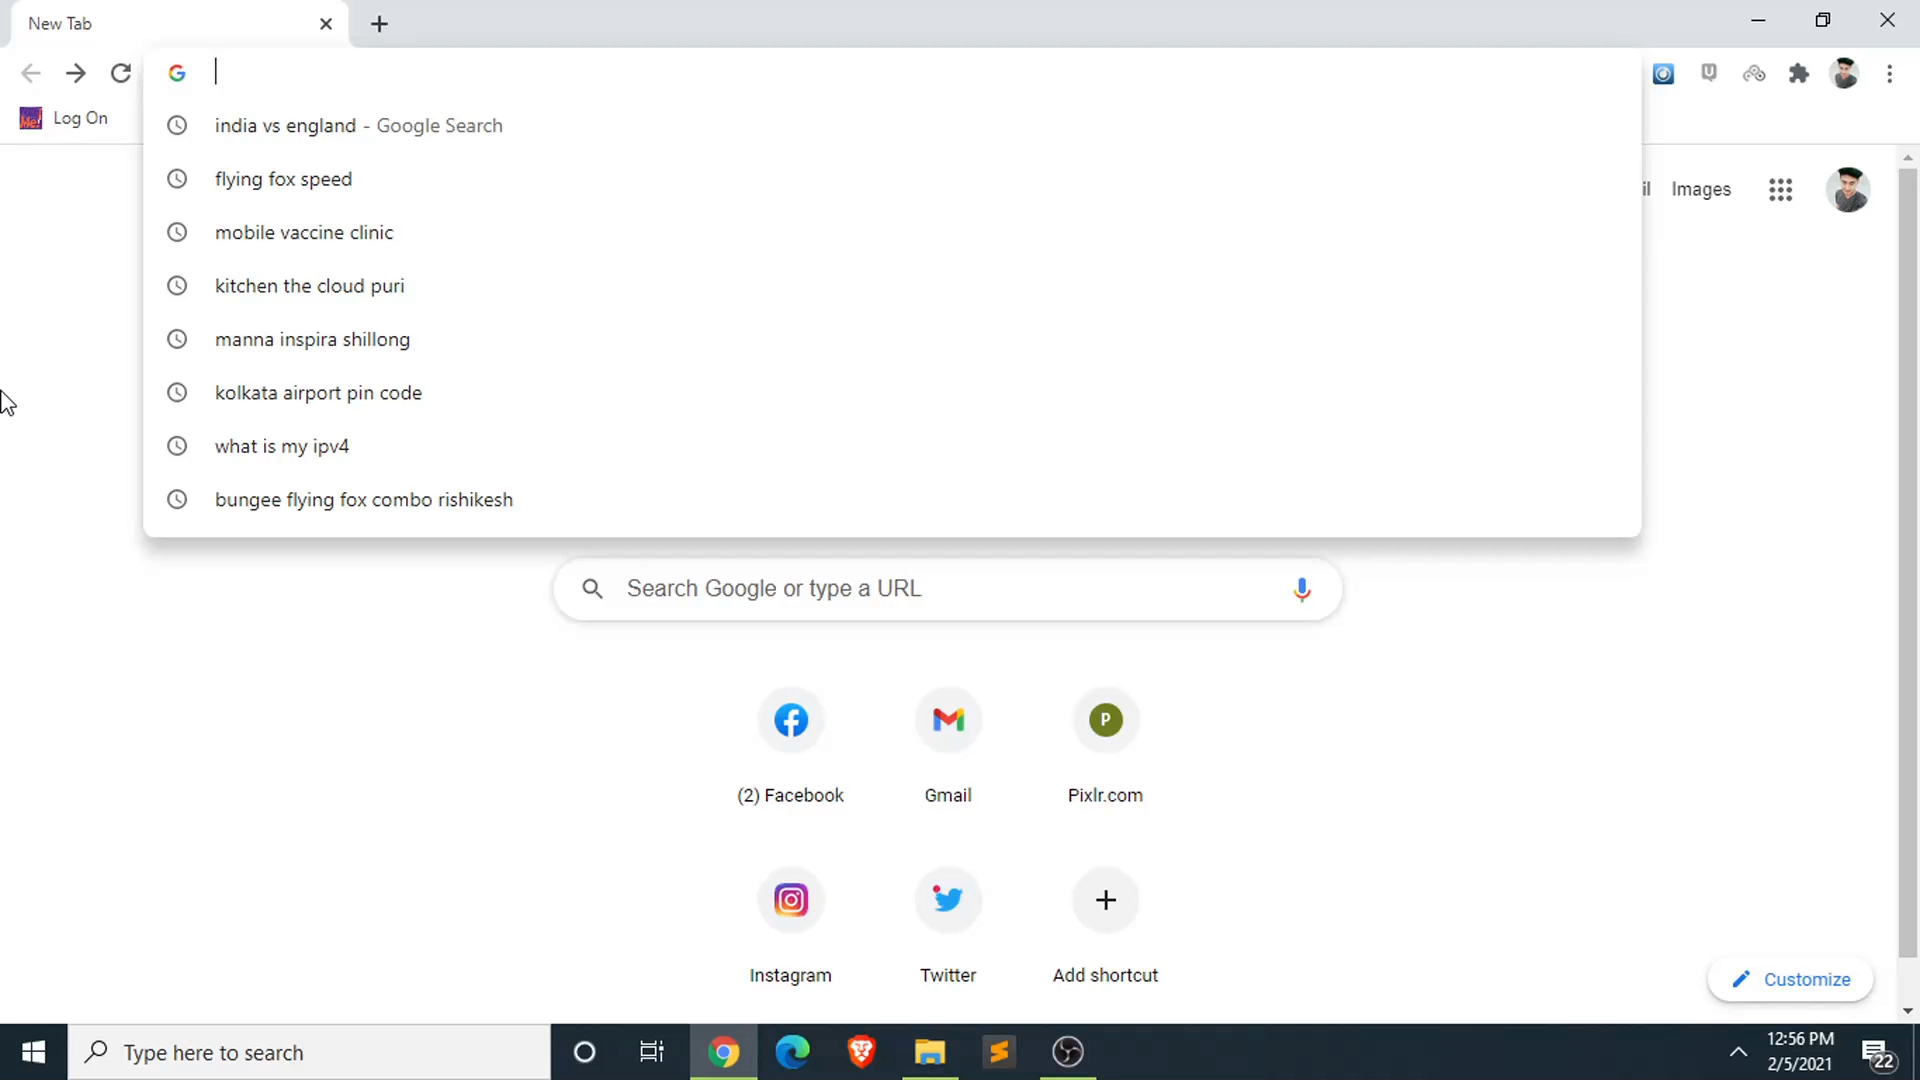 New Tab
Log On
india vs england - Google Search
flying fox speed
mobile vaccine clinic
kitchen the cloud puri
manna inspira shillong
kolkata airport pin code
what is my ipv4
bungee flying fox combo rishikesh
il Images
Search Google or type a URL
(2) Facebook Gmail Pixlr.com
P
Instagram Twitter Add shortcut
Customize
Type here to search
12:56 PM
2/5/2021
22